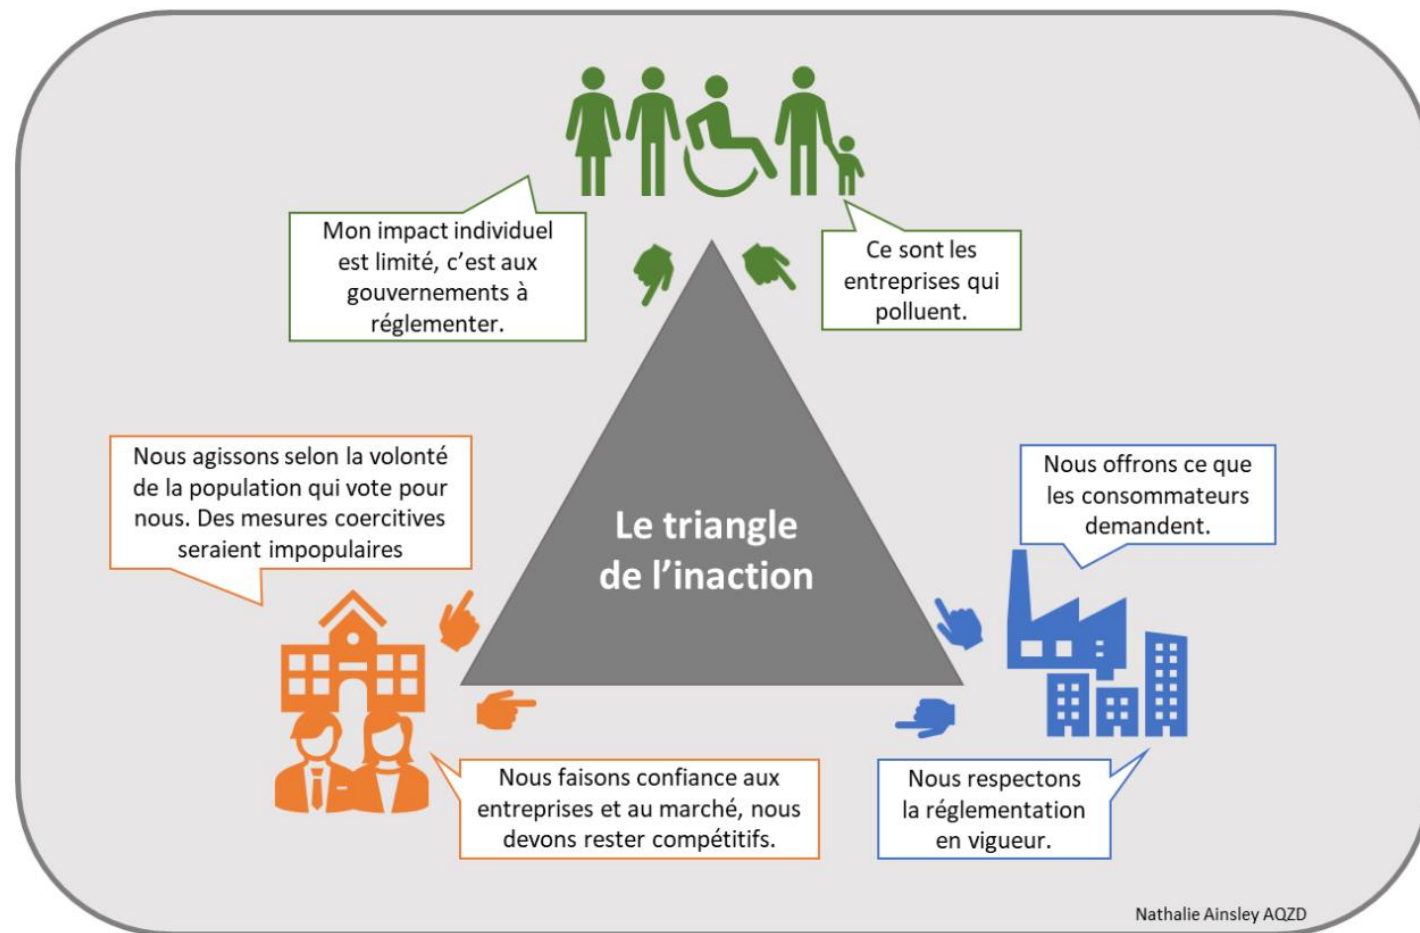 Mon impact individuel
est limité, c’est aux
gouvernements à
réglementer.
Ce sont les
entreprises qui
polluent.
Nous agissons selon la volonté
de la population qui vote pour
nous. Des mesures coercitives
seraient impopulaires
Nous offrons ce que
les consommateurs
demandent.
Le triangle
de l’inaction
Nous faisons confiance aux
entreprises et au marché, nous
devons rester compétitifs.
Nous respectons
la réglementation
en vigueur.
Nathalie Ainsley AQZD